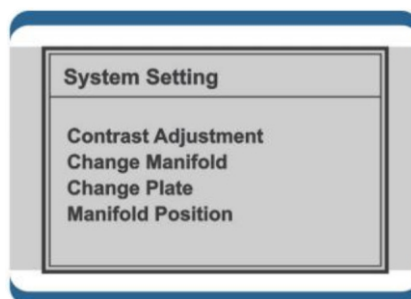 System Setting
Contrast Adjustment
Change Manifold
Change Plate
Manifold Position